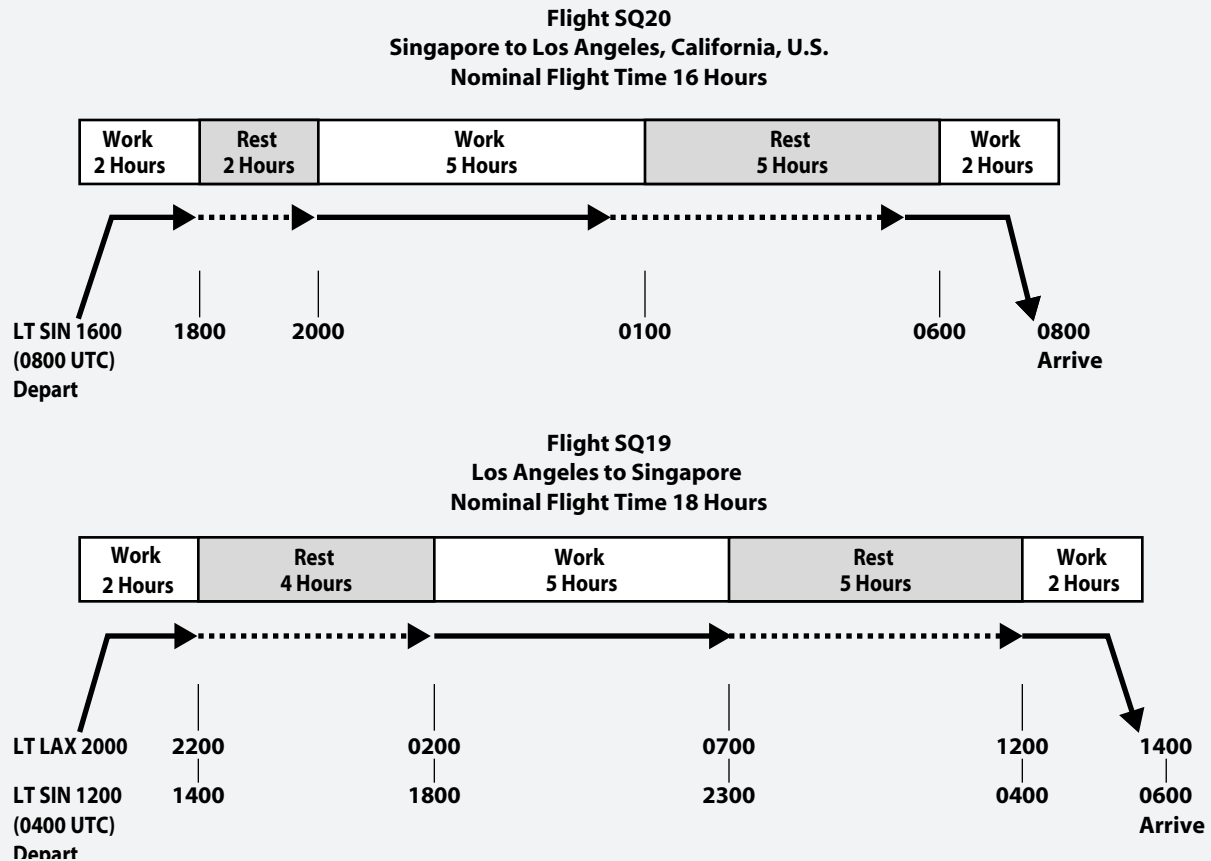 Flight SQ20
Singapore to Los Angeles, California, U.S.
Nominal Flight Time 16 Hours
Work
2 Hours
Rest
2 Hours
Work
5 Hours
Rest
5 Hours
Work
2 Hours
LT SIN 1600
(0800 UTC)
Depart
1800
2000
0100
0600
0800
Arrive
Flight SQ19
Los Angeles to Singapore
Nominal Flight Time 18 Hours
Work
2 Hours
Rest
4 Hours
Work
5 Hours
Rest
5 Hours
Work
2 Hours
LT LAX 2000
2200
0200
0700
1200
1400
LT SIN 1200
(0400 UTC)
Depart
1400
1800
2300
0400
0600
Arrive